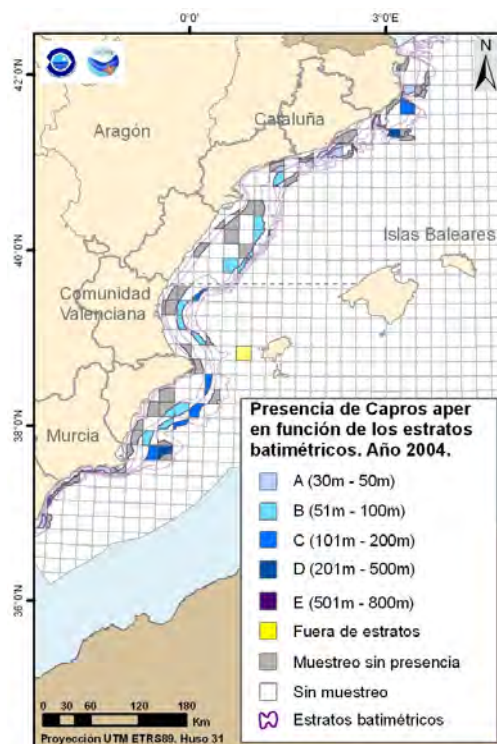 0°0'
3°0'E
N
42°0'N
Cataluña
Aragón
40°0'N
Islas Baleares
Comunidad
Valenciana
38°0'N
Murcia
36°0'N
Presencia de Capros aper
en función de los estratos
batimétricos. Año 2004.
A (30m - 50m)
B (51m - 100m)
C (101m - 200m)
D (201m - 500m)
E (501m - 800m)
Fuera de estratos
Muestreo sin presencia
Sin muestreo
Estratos batimétricos
0 30 60 120 180
Km
Proyección UTM ETRS89. Huso 31